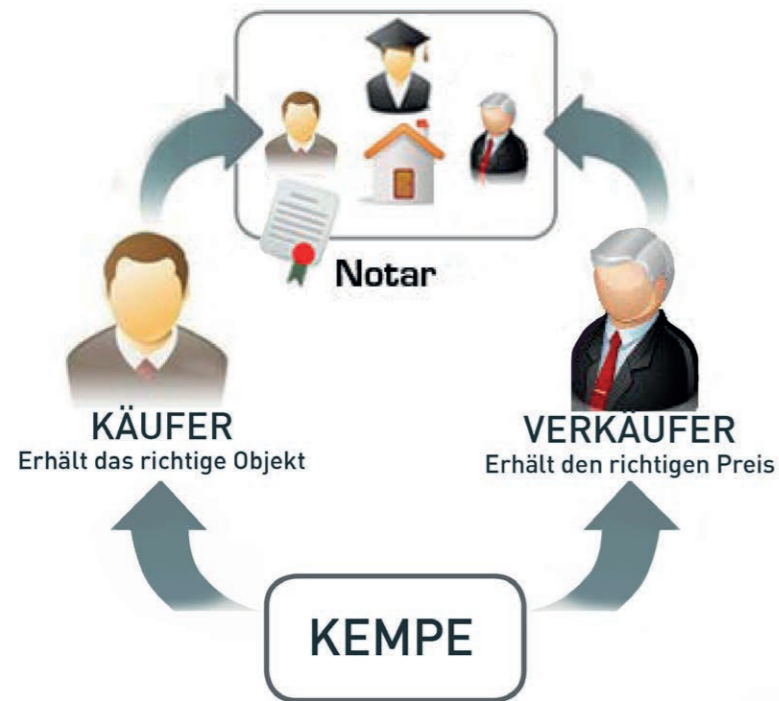 Notar
KÄUFER
Erhält das richtige Objekt
VERKÄUFER
Erhält den richtigen Preis
KEMPE